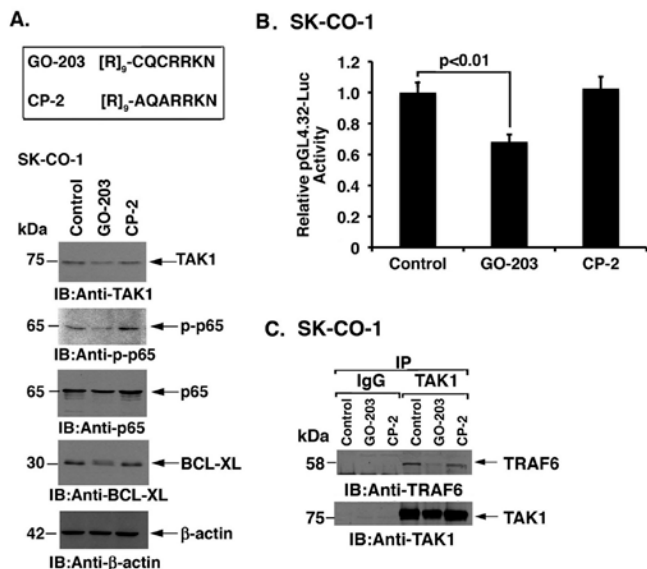 A.
GO-203 [R]9-CQCRRKN
CP-2 [R]9-AQARRKN
SK-CO-1
kDa
Control
GO-203
CP-2
75
TAK1
IB:Anti-TAK1
65
p-p65
IB:Anti-p-p65
65
p65
IB:Anti-p65
30
BCL-XL
IB:Anti-BCL-XL
42
β-actin
IB:Anti-β-actin
B. SK-CO-1
p<0.01
Relative pGL4.32-Luc
Activity
1.2
1.0
0.8
0.6
0.4
0.2
0
Control
GO-203
CP-2
C. SK-CO-1
IP
IgG
TAK1
kDa
Control
GO-203
CP-2
Control
GO-203
CP-2
58
TRAF6
IB:Anti-TRAF6
75
TAK1
IB:Anti-TAK1